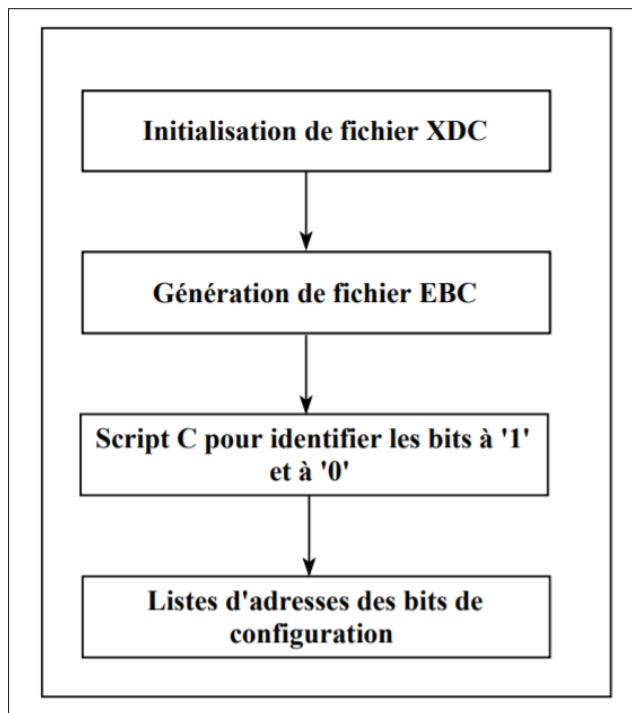 Initialisation de fichier XDC
Génération de fichier EBC
Script C pour identifier les bits à '1'
et à '0'
Listes d'adresses des bits de
configuration